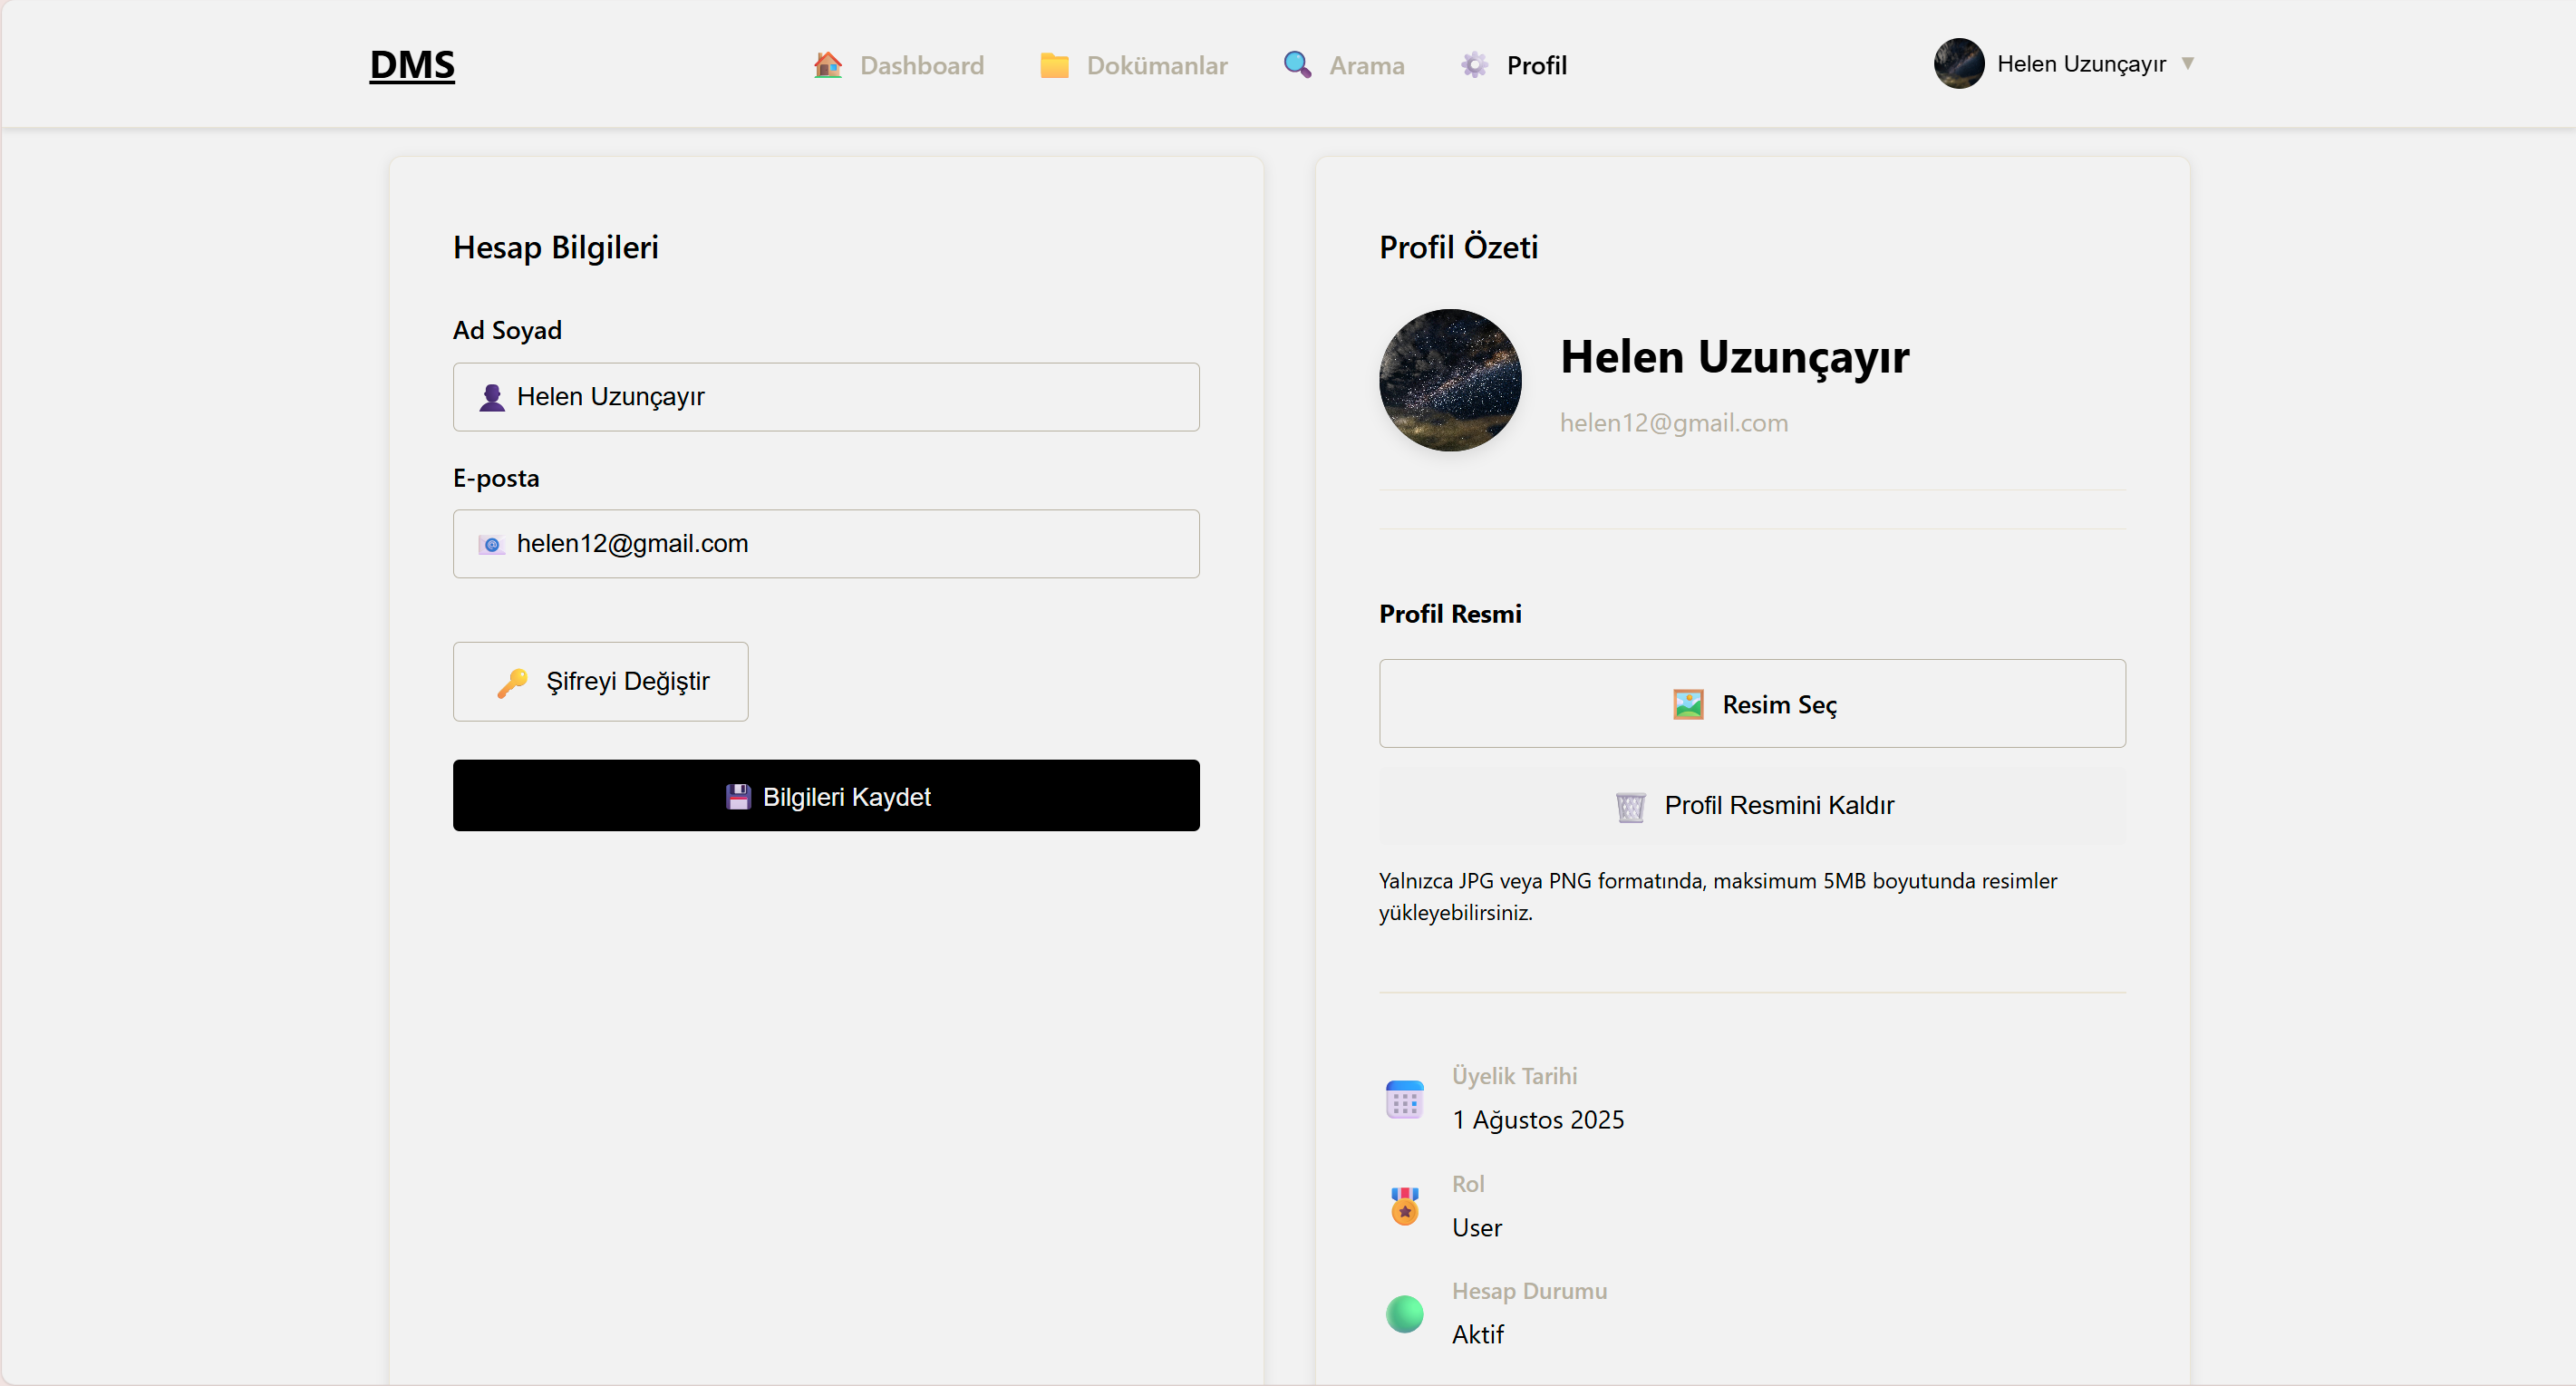 DMS
Dashboard
Dokümanlar
Arama
Profil
Helen Uzunçayır
Hesap Bilgileri
Ad Soyad
Helen Uzunçayır
E-posta
helen12@gmail.com
Şifreyi Değiştir
Bilgileri Kaydet
Profil Özeti
Helen Uzunçayır
helen12@gmail.com
Profil Resmi
Resim Seç
Profil Resmini Kaldır
Yalnızca JPG veya PNG formatında, maksimum 5MB boyutunda resimler
yükleyebilirsiniz.
Üyelik Tarihi
1 Ağustos 2025
Rol
User
Hesap Durumu
Aktif